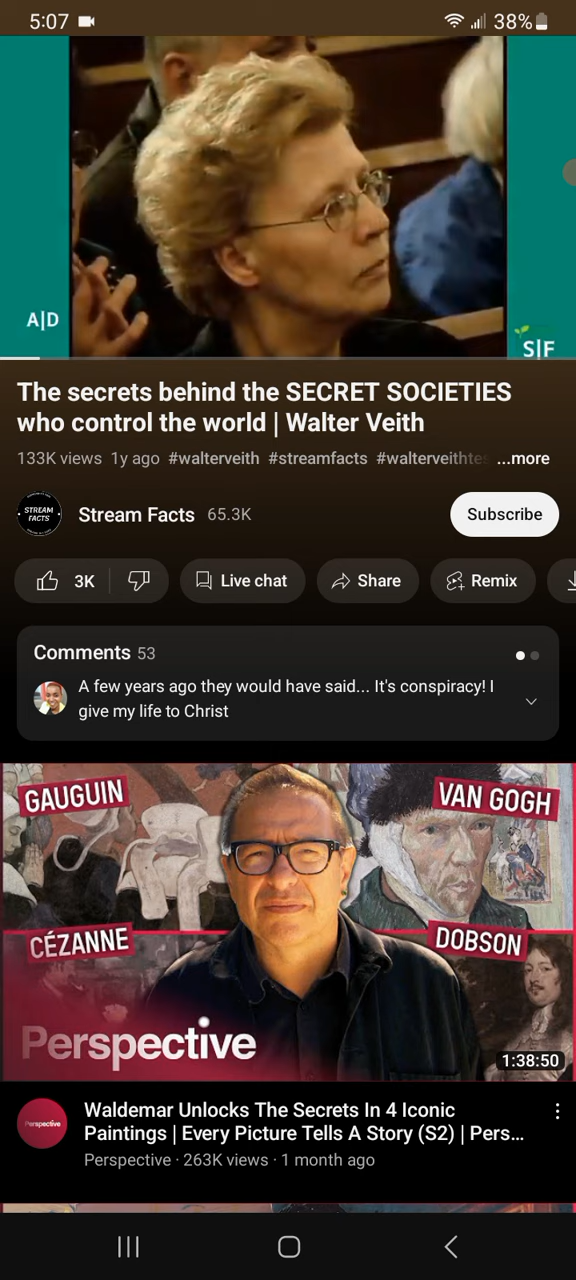 5:07
38%
A|D
S|F
The secrets behind the SECRET SOCIETIES
who control the world | Walter Veith
133K views 1y ago #walterveith #streamfacts #walterveithtes ...more
STREAM
FACTS
Stream Facts 65.3K
Subscribe
3K
Live chat
Share
Remix
Comments 53
A few years ago they would have said... It's conspiracy! I
give my life to Christ
GAUGUIN
VAN GOGH
CÉZANNE
DOBSON
Perspective
1:38:50
Perspective
Waldemar Unlocks The Secrets In 4 Iconic
Paintings | Every Picture Tells A Story (S2) | Pers...
Perspective · 263K views · 1 month ago